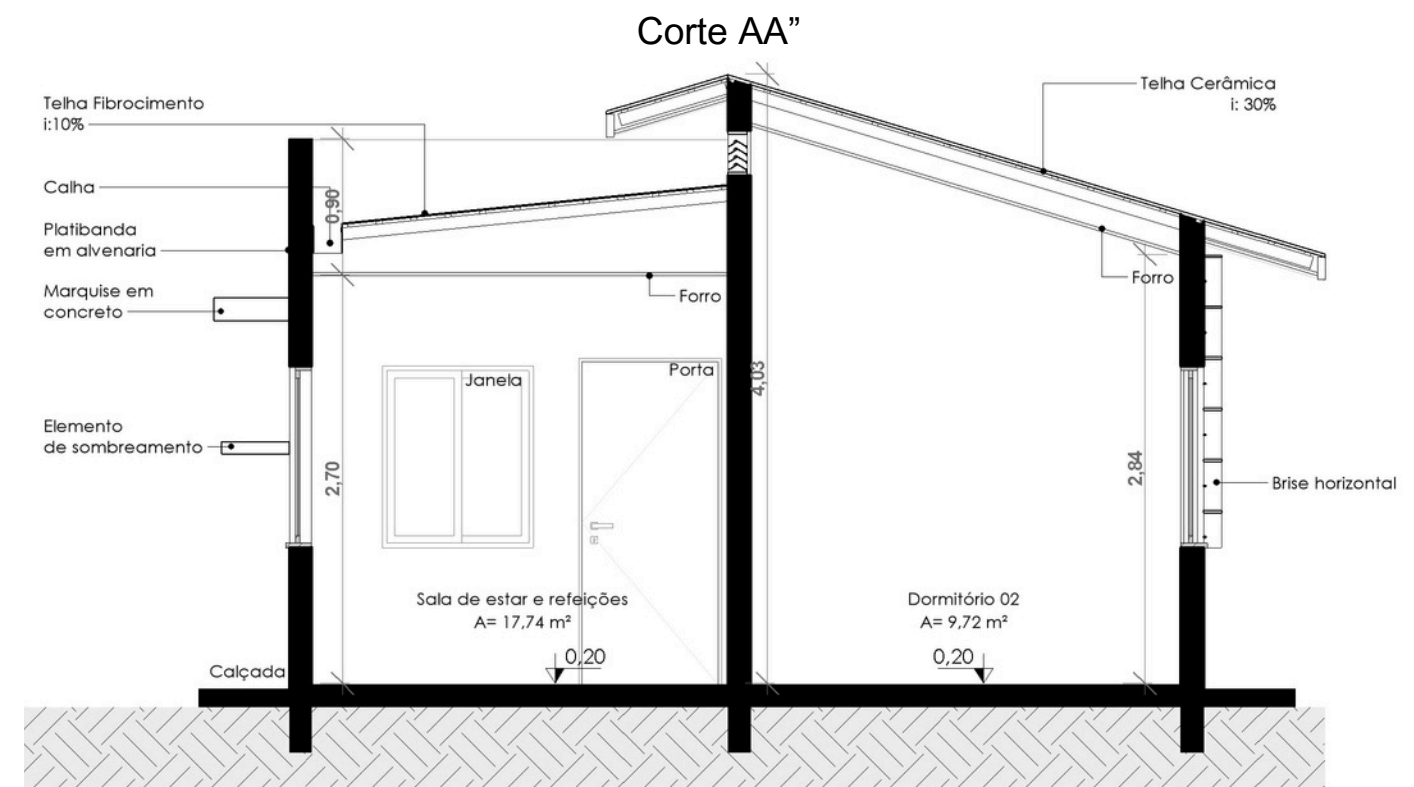 Corte AA”
Telha Fibrocimento
i:10%
Telha Cerâmica
i: 30%
Calha
0,90
Platibanda
em alvenaria
Marquise em
concreto
Forro
Forro
Janela
Porta
4,03
Elemento
de sombreamento
2,70
2,84
Brise horizontal
Sala de estar e refeições
A= 17,74 m²
Dormitório 02
A= 9,72 m²
0,20
0,20
Calçada